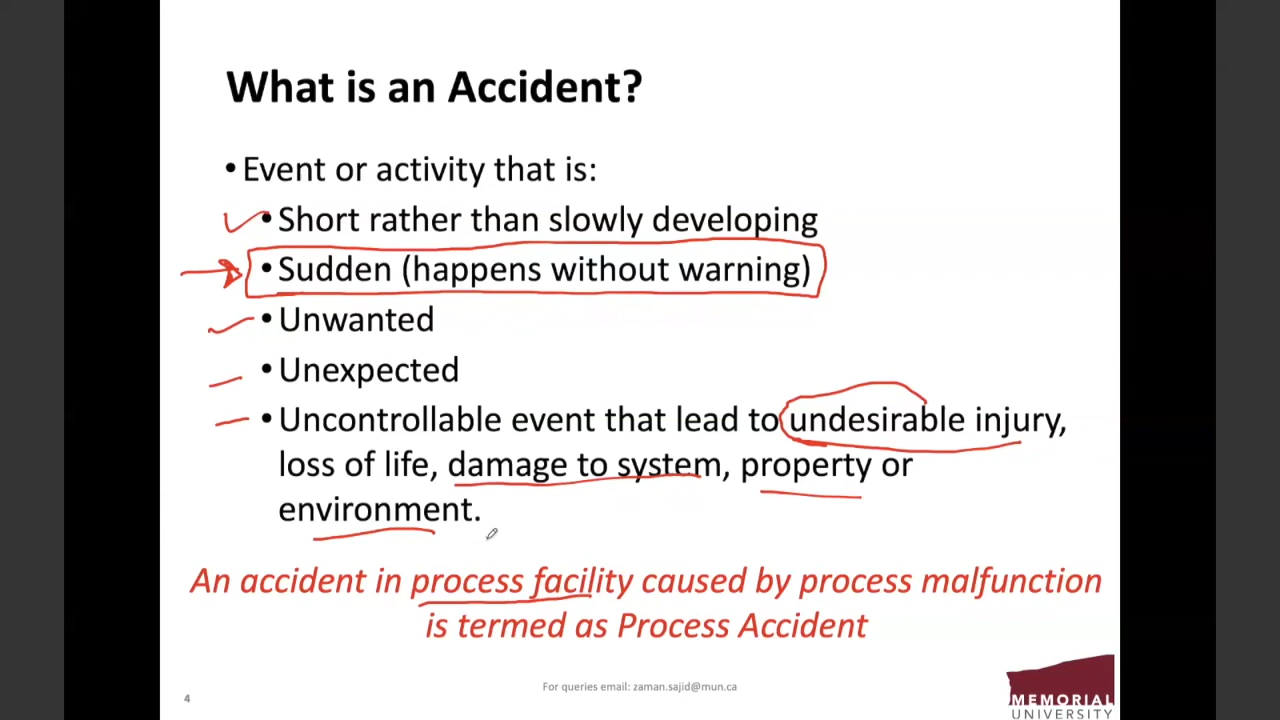 What is an Accident?
• Event or activity that is:
• Short rather than slowly developing
• Sudden (happens without warning)
• Unwanted
• Unexpected
• Uncontrollable event that lead to undesirable injury,
loss of life, damage to system, property or
environment.
An accident in process facility caused by process malfunction
is termed as Process Accident
For queries email: zaman.sajid@mun.ca
4
MEMORIAL
UNIVERSITY